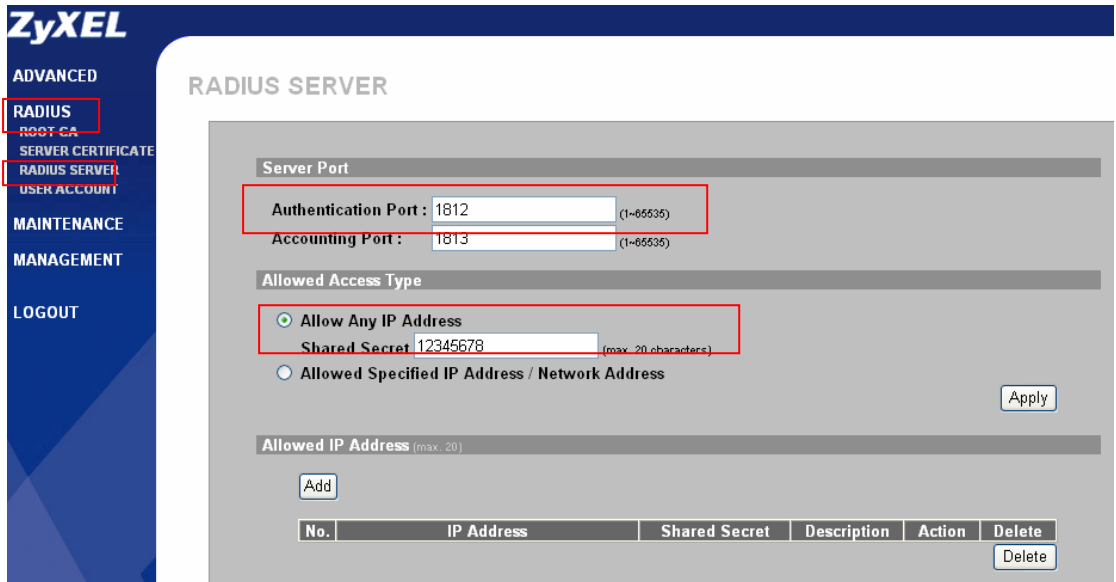 ZyXEL
ADVANCED
RADIUS
ROOT CA
SERVER CERTIFICATE
RADIUS SERVER
USER ACCOUNT
MAINTENANCE
MANAGEMENT
LOGOUT
RADIUS SERVER
Server Port
Authentication Port : 1812 (1~65535)
Accounting Port : 1813 (1~65535)
Allowed Access Type
Allow Any IP Address
Shared Secret 12345678 (max. 20 characters)
Allowed Specified IP Address / Network Address
Apply
Allowed IP Address (max. 20)
Add
No. IP Address Shared Secret Description Action Delete
Delete